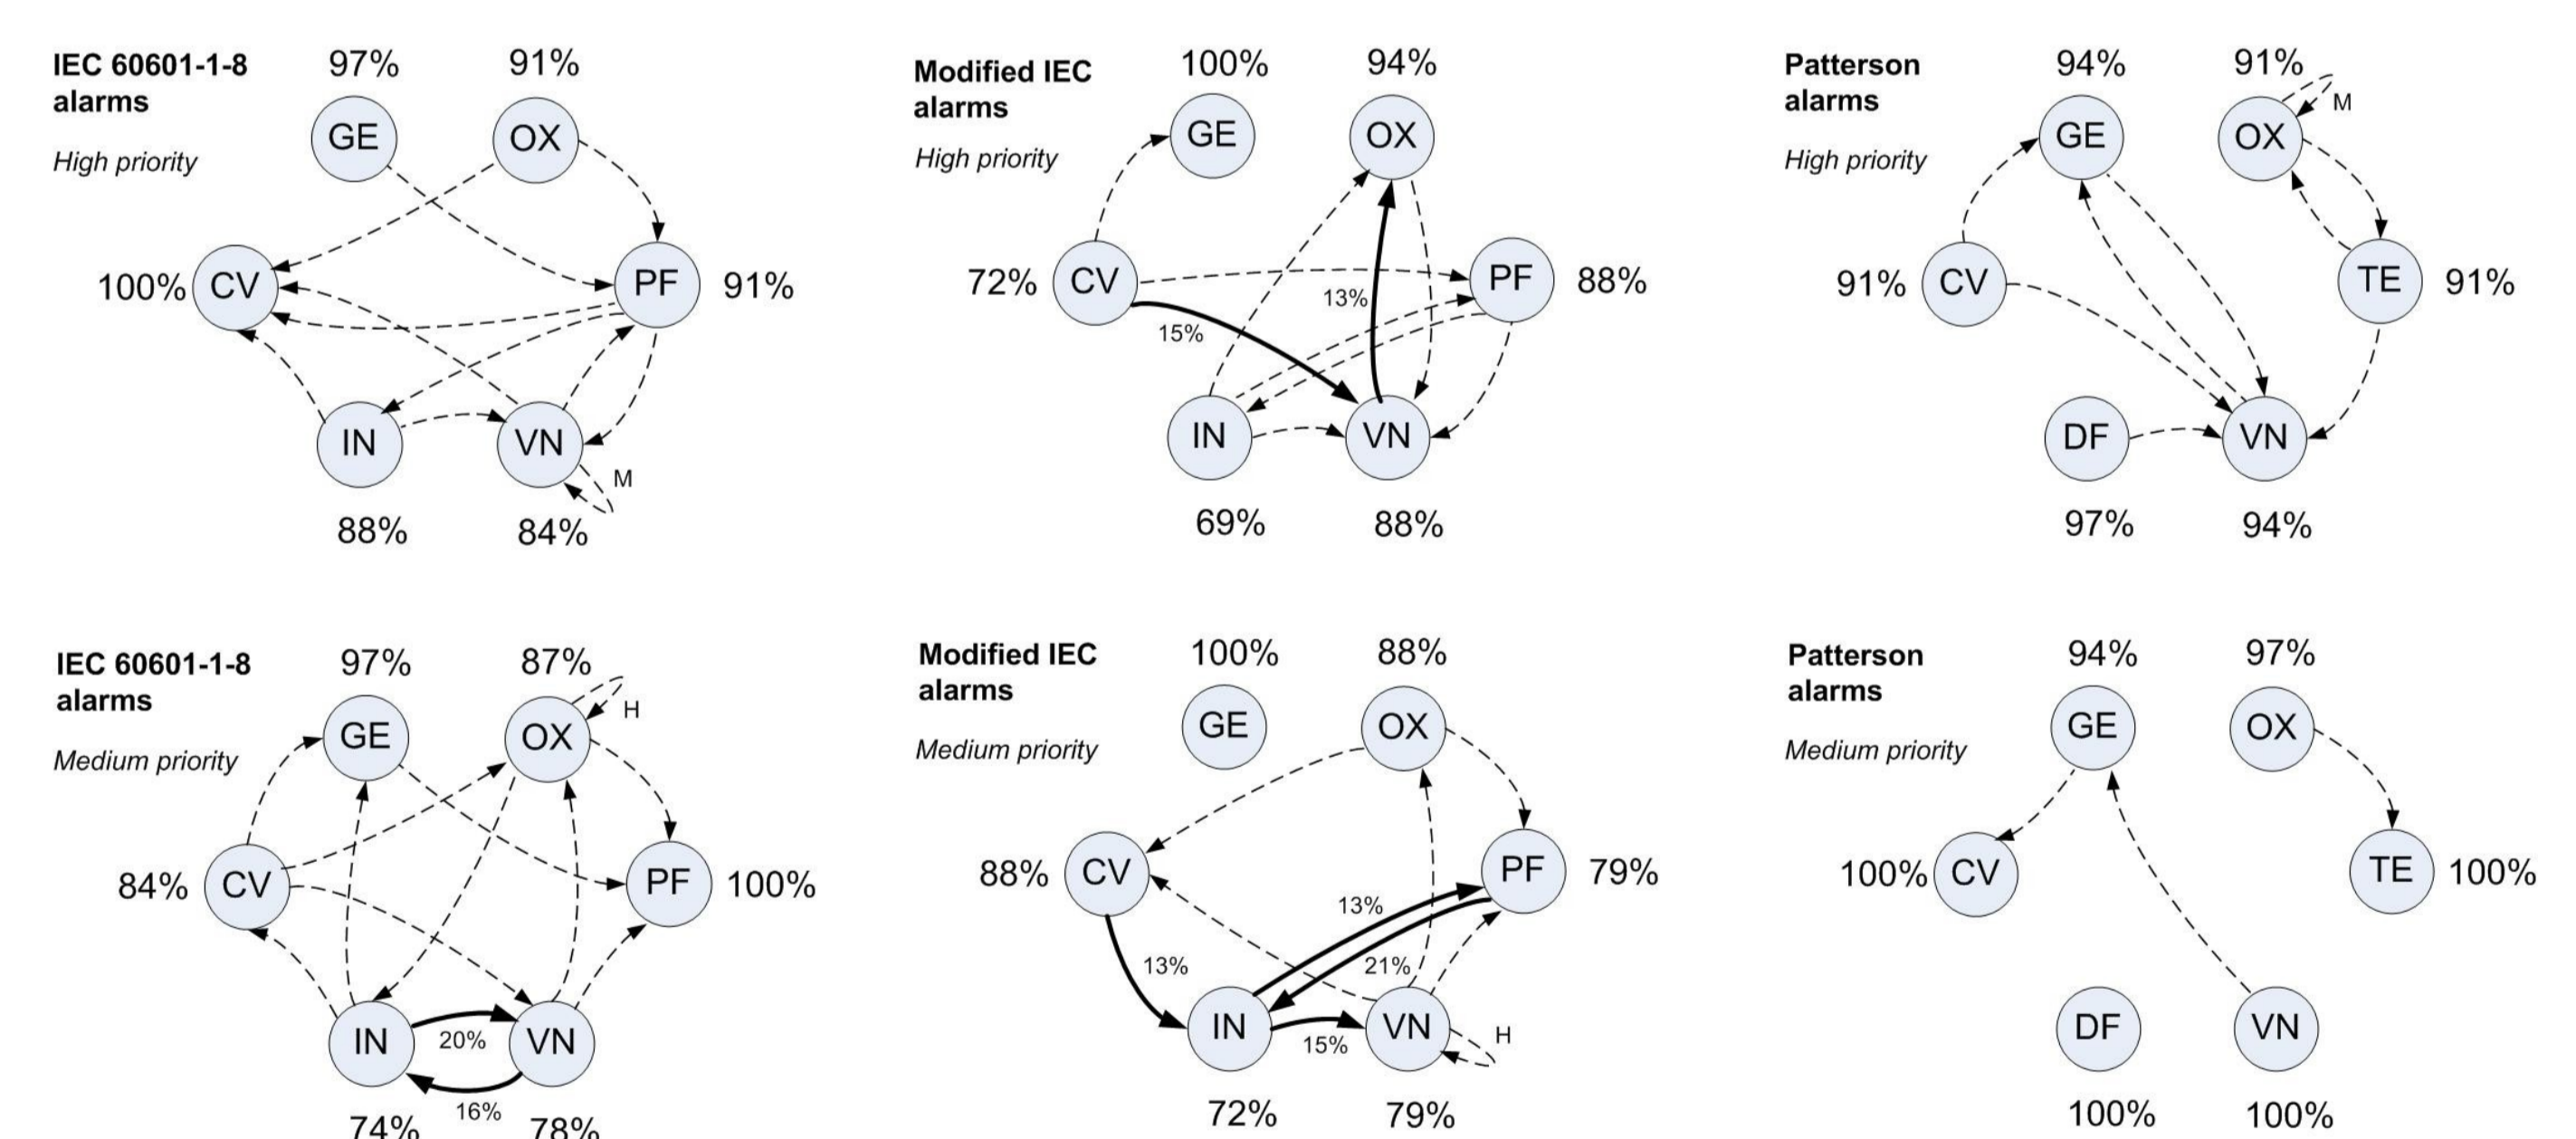 IEC 60601-1-8
alarms
High priority
97%
91%
GE
OX
100%
CV
PF
91%
IN
VN
M
88%
84%
Modified IEC
alarms
High priority
100%
94%
GE
OX
72%
CV
PF
88%
13%
15%
IN
VN
69%
88%
Patterson
alarms
High priority
94%
91%
M
GE
OX
91%
CV
TE
91%
DF
VN
97%
94%
IEC 60601-1-8
alarms
Medium priority
97%
87%
H
GE
OX
84%
CV
PF
100%
IN
20%
VN
16%
74%
78%
Modified IEC
alarms
Medium priority
100%
88%
GE
OX
88%
CV
PF
79%
13%
13%
21%
IN
VN
H
15%
72%
79%
Patterson
alarms
Medium priority
94%
97%
GE
OX
100%
CV
TE
100%
DF
VN
100%
100%